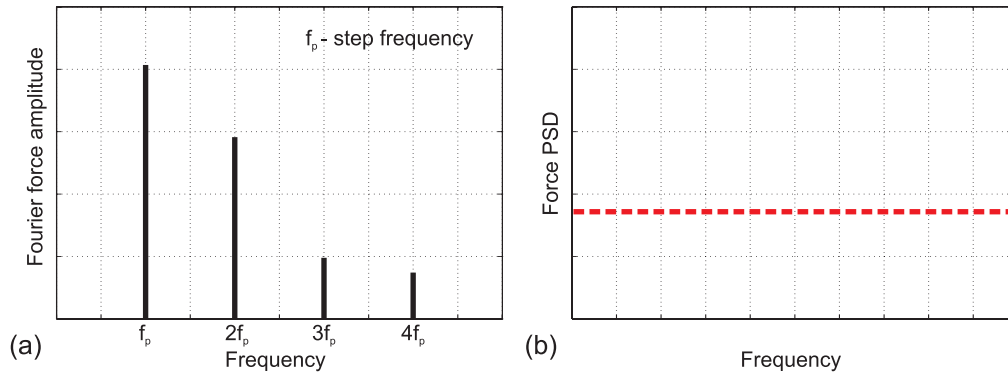 Fourier force amplitude
fₚ - step frequency
fₚ
2fₚ
3fₚ
4fₚ
(a)
Frequency
Force PSD
(b)
Frequency